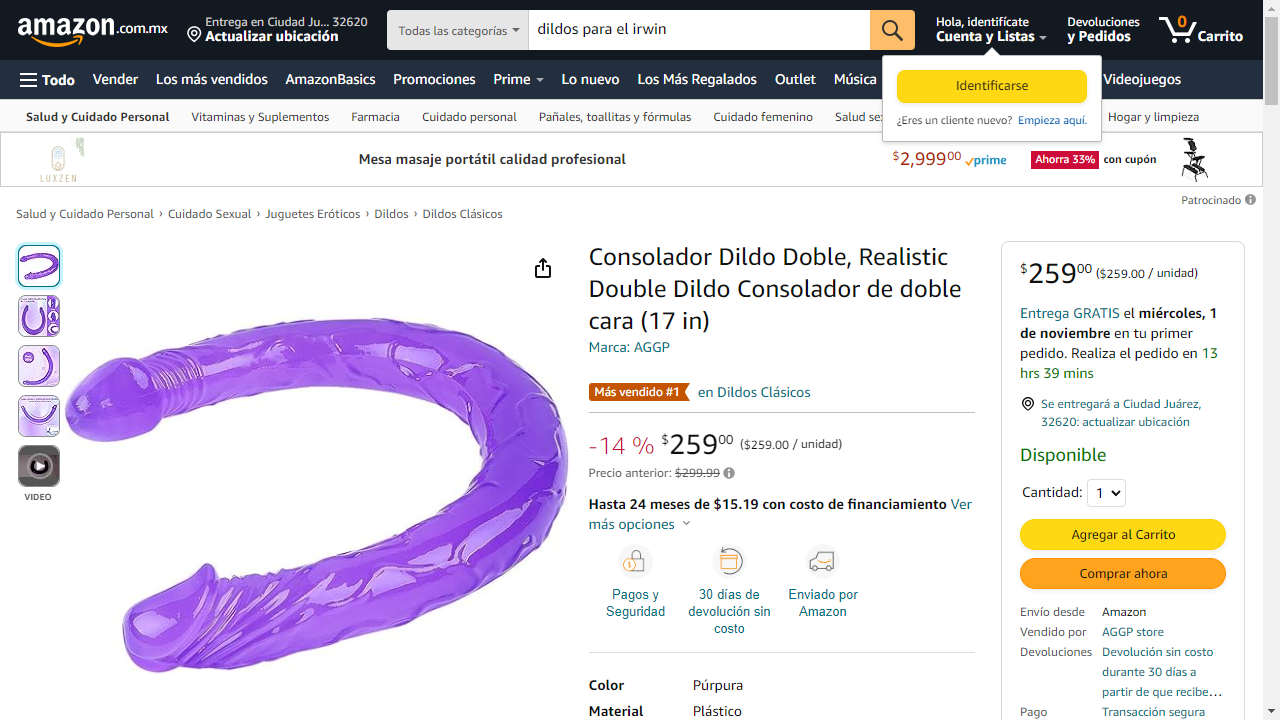 amazon.com.mx
Entrega en Ciudad Ju... 32620
Actualizar ubicación
Todas las categorías
dildos para el irwin
Hola, identifícate
Cuenta y Listas
Devoluciones
y Pedidos
0
Carrito
Todo
Vender
Los más vendidos
AmazonBasics
Promociones
Prime
Lo nuevo
Los Más Regalados
Outlet
Música
Videojuegos
Identificarse
¿Eres un cliente nuevo? Empieza aquí.
Salud y Cuidado Personal
Vitaminas y Suplementos
Farmacia
Cuidado personal
Pañales, toallitas y fórmulas
Cuidado femenino
Salud se
Hogar y limpieza
LUXZEN
Mesa masaje portátil calidad profesional
$2,99900 prime
Ahorra 33% con cupón
Patrocinado
Salud y Cuidado Personal › Cuidado Sexual › Juguetes Eróticos › Dildos › Dildos Clásicos
VIDEO
Consolador Dildo Doble, Realistic
Double Dildo Consolador de doble
cara (17 in)
Marca: AGGP
Más vendido #1 en Dildos Clásicos
-14 % $25900 ($259.00 / unidad)
Precio anterior: $299.99
Hasta 24 meses de $15.19 con costo de financiamiento Ver
más opciones
Pagos y
Seguridad
30 días de
devolución sin
costo
Enviado por
Amazon
Color Púrpura
Material Plástico
$25900 ($259.00 / unidad)
Entrega GRATIS el miércoles, 1
de noviembre en tu primer
pedido. Realiza el pedido en 13
hrs 39 mins
Se entregará a Ciudad Juárez,
32620: actualizar ubicación
Disponible
Cantidad: 1
Agregar al Carrito
Comprar ahora
Envío desde Amazon
Vendido por AGGP store
Devoluciones Devolución sin costo
durante 30 días a
partir de que recibe…
Pago Transacción segura